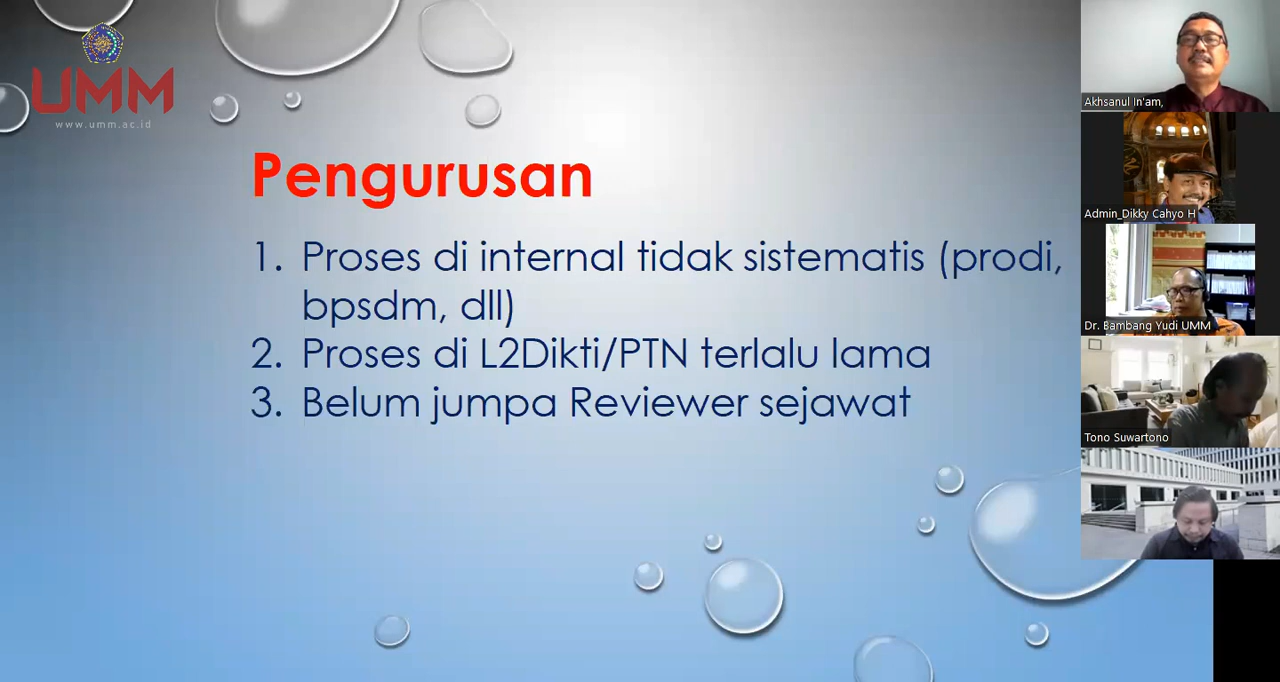 UMM
www.umm.ac.id
Pengurusan
1. Proses di internal tidak sistematis (prodi,
bpsdm, dll)
2. Proses di L2Dikti/PTN terlalu lama
3. Belum jumpa Reviewer sejawat
Akhsanul In'am,
Admin_Dikky Cahyo H
Dr. Bambang Yudi UMM
Tono Suwartono